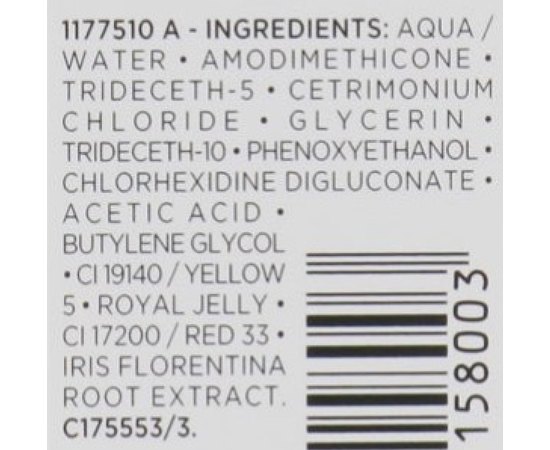 1177510 A - INGREDIENTS: AQUA /
WATER • AMODIMETHICONE •
TRIDECETH-5 • CETRIMONIUM
CHLORIDE • GLYCERIN •
TRIDECETH-10 • PHENOXYETHANOL •
CHLORHEXIDINE DIGLUCONATE •
ACETIC ACID •
BUTYLENE GLYCOL
• CI 19140 / YELLOW
5 • ROYAL JELLY •
CI 17200 / RED 33 •
IRIS FLORENTINA
ROOT EXTRACT.
C175553/3.
158003